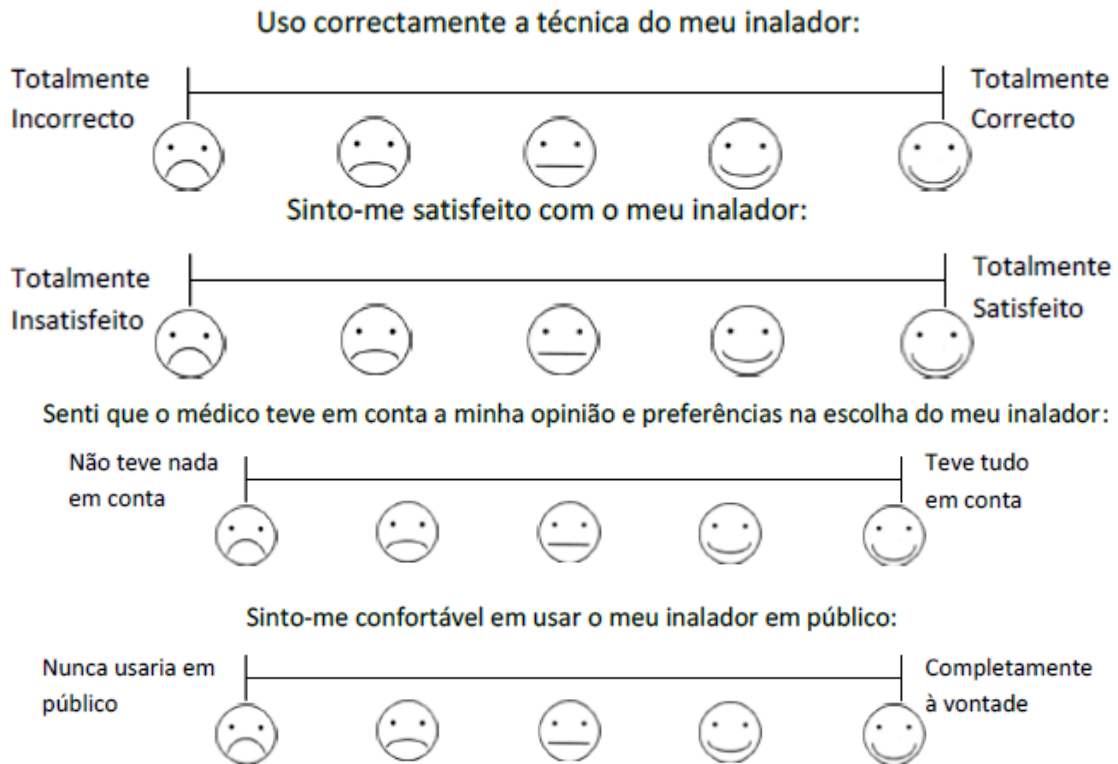 Uso correctamente a técnica do meu inalador:
Totalmente
Incorrecto
Totalmente
Correcto
Sinto-me satisfeito com o meu inalador:
Totalmente
Insatisfeito
Totalmente
Satisfeito
Senti que o médico teve em conta a minha opinião e preferências na escolha do meu inalador:
Não teve nada
em conta
Teve tudo
em conta
Sinto-me confortável em usar o meu inalador em público:
Nunca usaria em
público
Completamente
à vontade